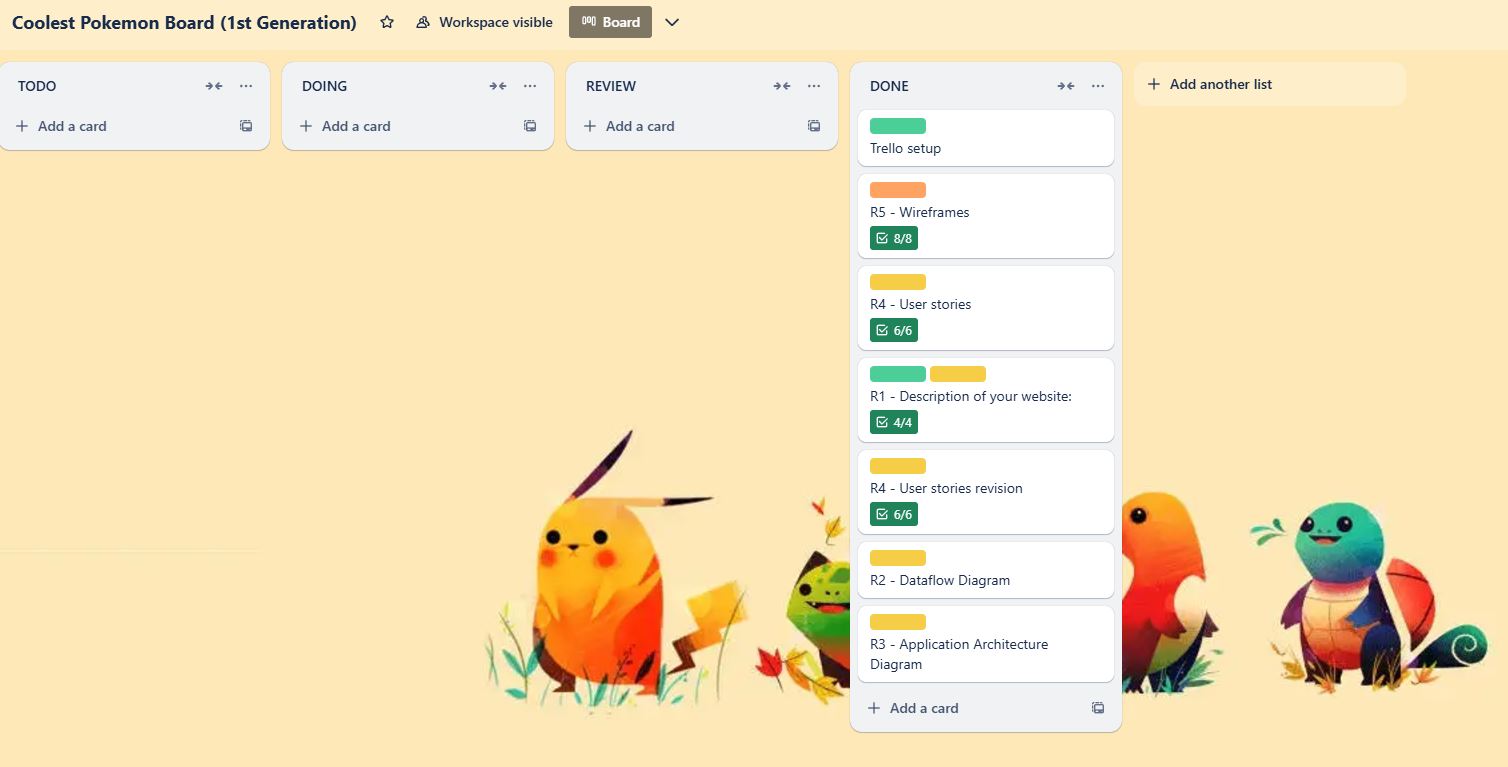 Coolest Pokemon Board (1st Generation)
Workspace visible
Board
TODO
Add a card
DOING
Add a card
REVIEW
Add a card
DONE
Trello setup
R5 - Wireframes
8/8
R4 - User stories
6/6
R1 - Description of your website:
4/4
R4 - User stories revision
6/6
R2 - Dataflow Diagram
R3 - Application Architecture
Diagram
Add a card
Add another list